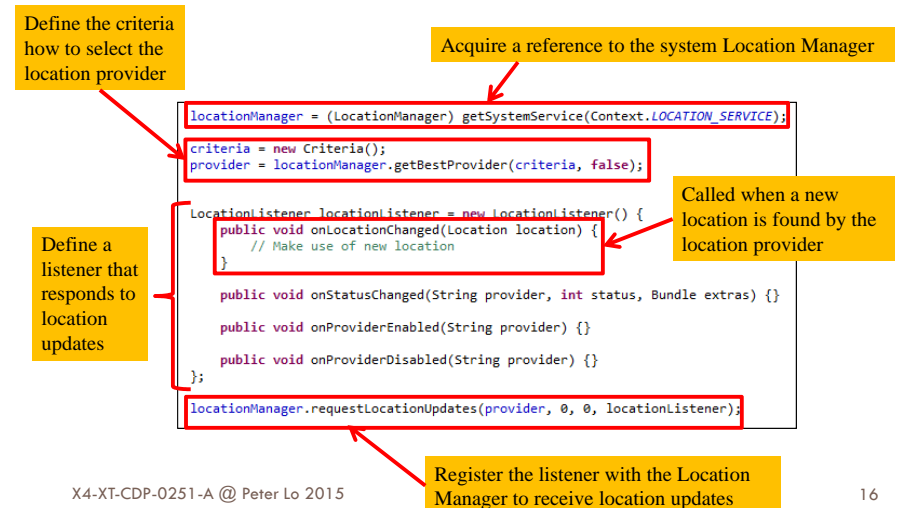 Define the criteria
how to select the
location provider
Acquire a reference to the system Location Manager
locationManager = (LocationManager) getSystemService(Context.LOCATION_SERVICE);
criteria = new Criteria();
provider = locationManager.getBestProvider(criteria, false);
Called when a new
location is found by the
location provider
LocationListener locationListener = new LocationListener() {
public void onLocationChanged(Location location) {
// Make use of new location
}
Define a
listener that
responds to
location
updates
public void onStatusChanged(String provider, int status, Bundle extras) {}
public void onProviderEnabled(String provider) {}
public void onProviderDisabled(String provider) {}
};
locationManager.requestLocationUpdates(provider, 0, 0, locationListener);
Register the listener with the Location
Manager to receive location updates
X4-XT-CDP-0251-A @ Peter Lo 2015
16